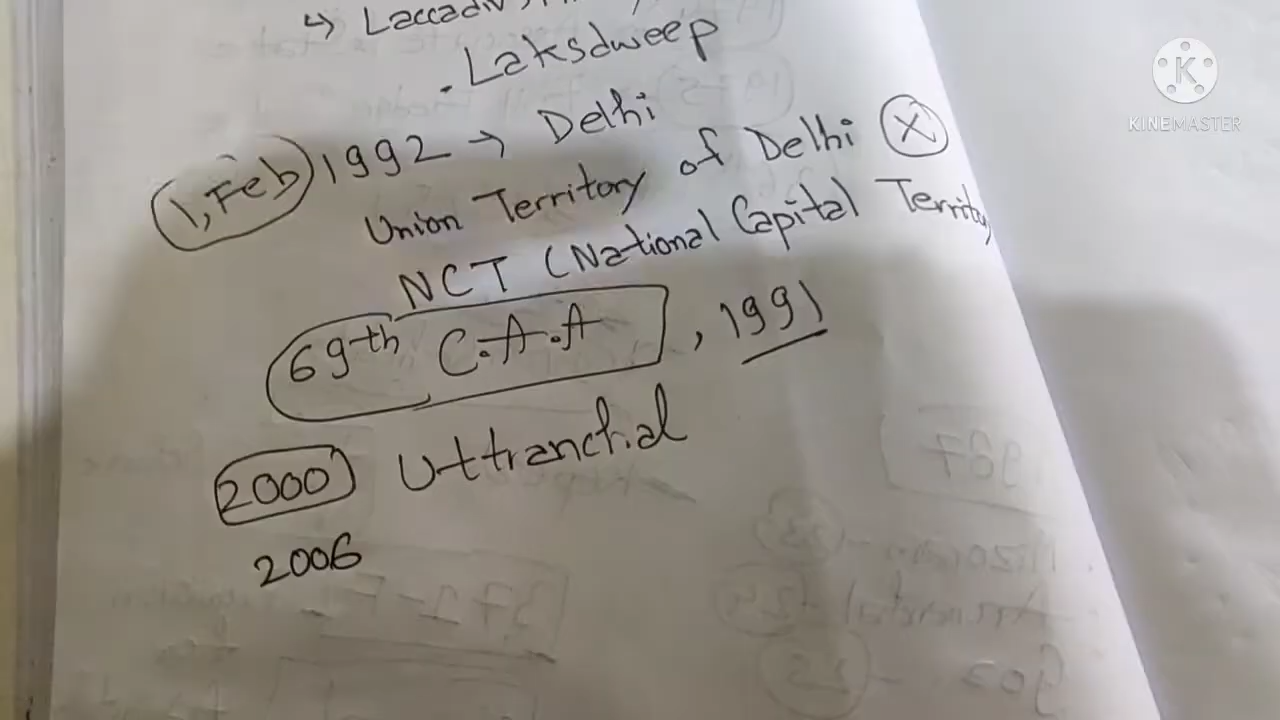 ↳ Laccadiv
. Laksdweep
1, Feb 1992 → Delhi
Union Territory of Delhi X
NCT (National Capital Territory
69th C.A.A , 1991
2000 Uttranchal
2006
KINEMASTER